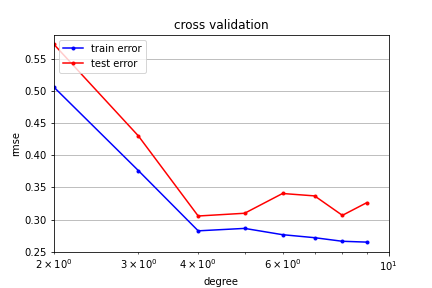 cross validation
train error
test error
rmse
0.55
0.50
0.45
0.40
0.35
0.30
0.25
2 × 10⁰ 3 × 10⁰ 4 × 10⁰ 6 × 10⁰ 10¹
degree